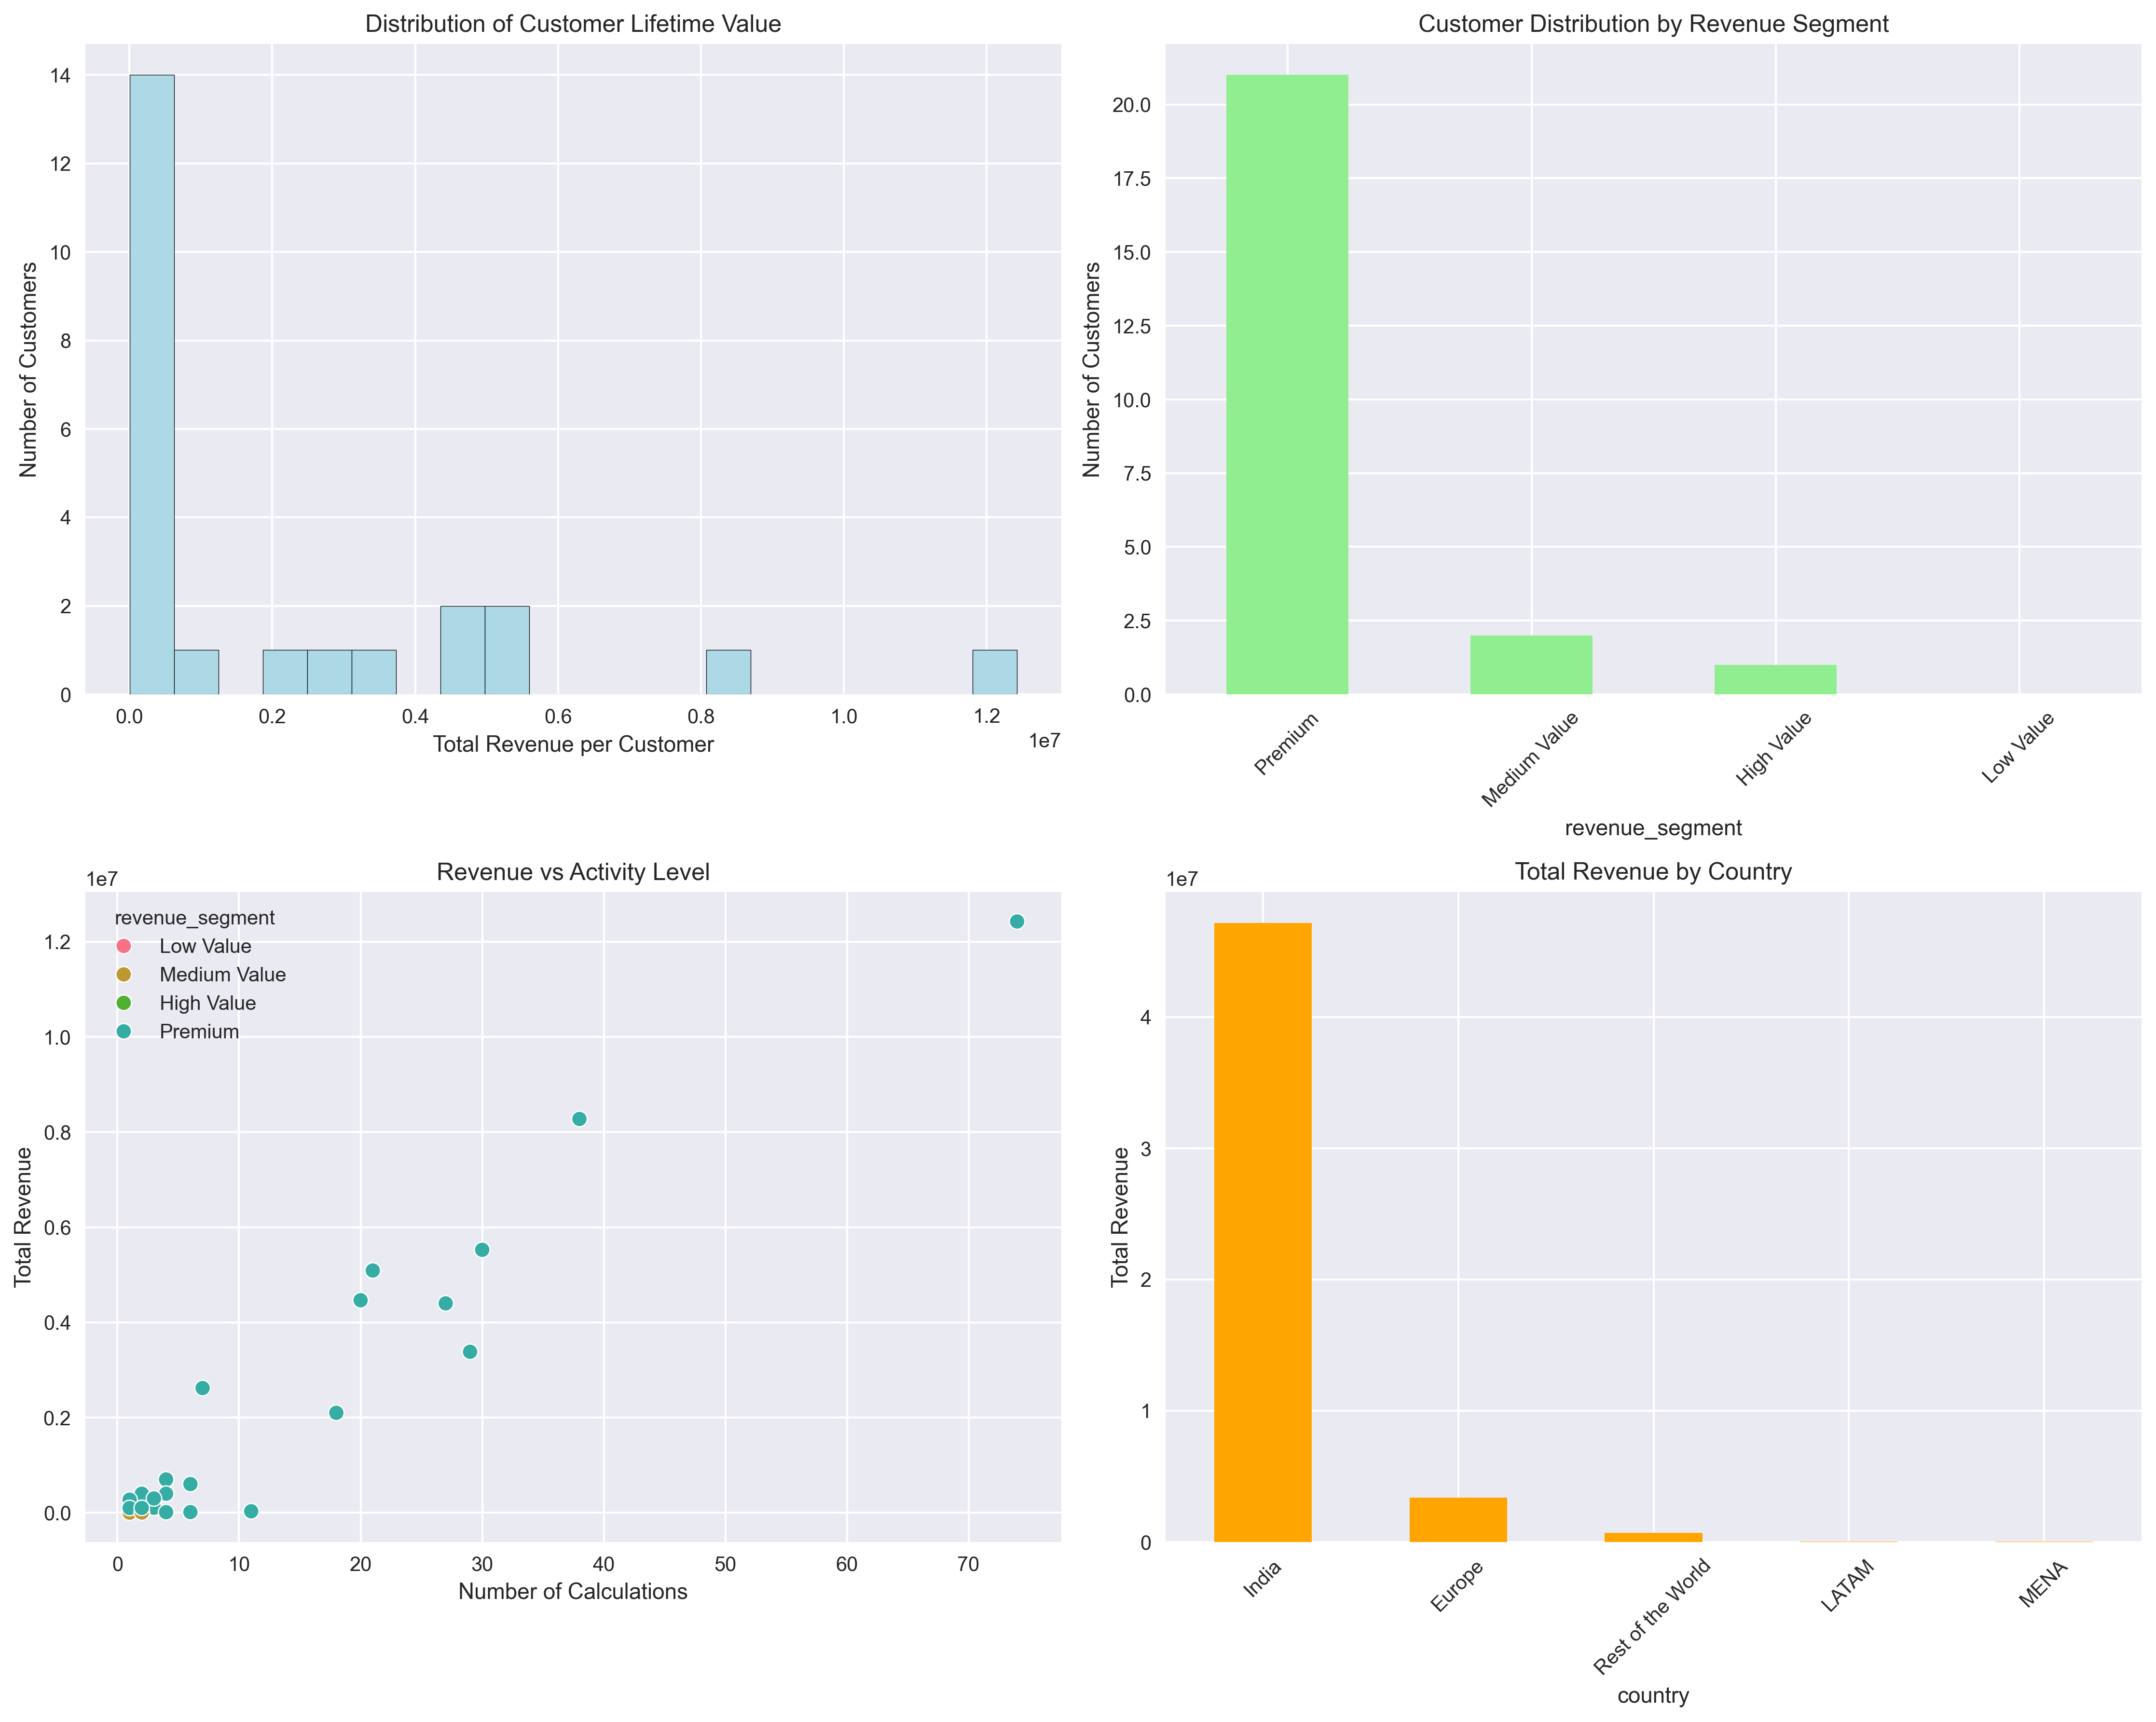 Distribution of Customer Lifetime Value
14
12
10
8
6
4
2
0
Number of Customers
0.0 0.2 0.4 0.6 0.8 1.0 1.2
1e7
Total Revenue per Customer
Customer Distribution by Revenue Segment
20.0
17.5
15.0
12.5
10.0
7.5
5.0
2.5
0.0
Number of Customers
Premium
Medium Value
High Value
Low Value
revenue_segment
Revenue vs Activity Level
1e7
revenue_segment
Low Value
Medium Value
High Value
Premium
1.2
1.0
0.8
0.6
0.4
0.2
0.0
Total Revenue
0 10 20 30 40 50 60 70
Number of Calculations
Total Revenue by Country
1e7
4
3
2
1
0
Total Revenue
India
Europe
Rest of the World
LATAM
MENA
country